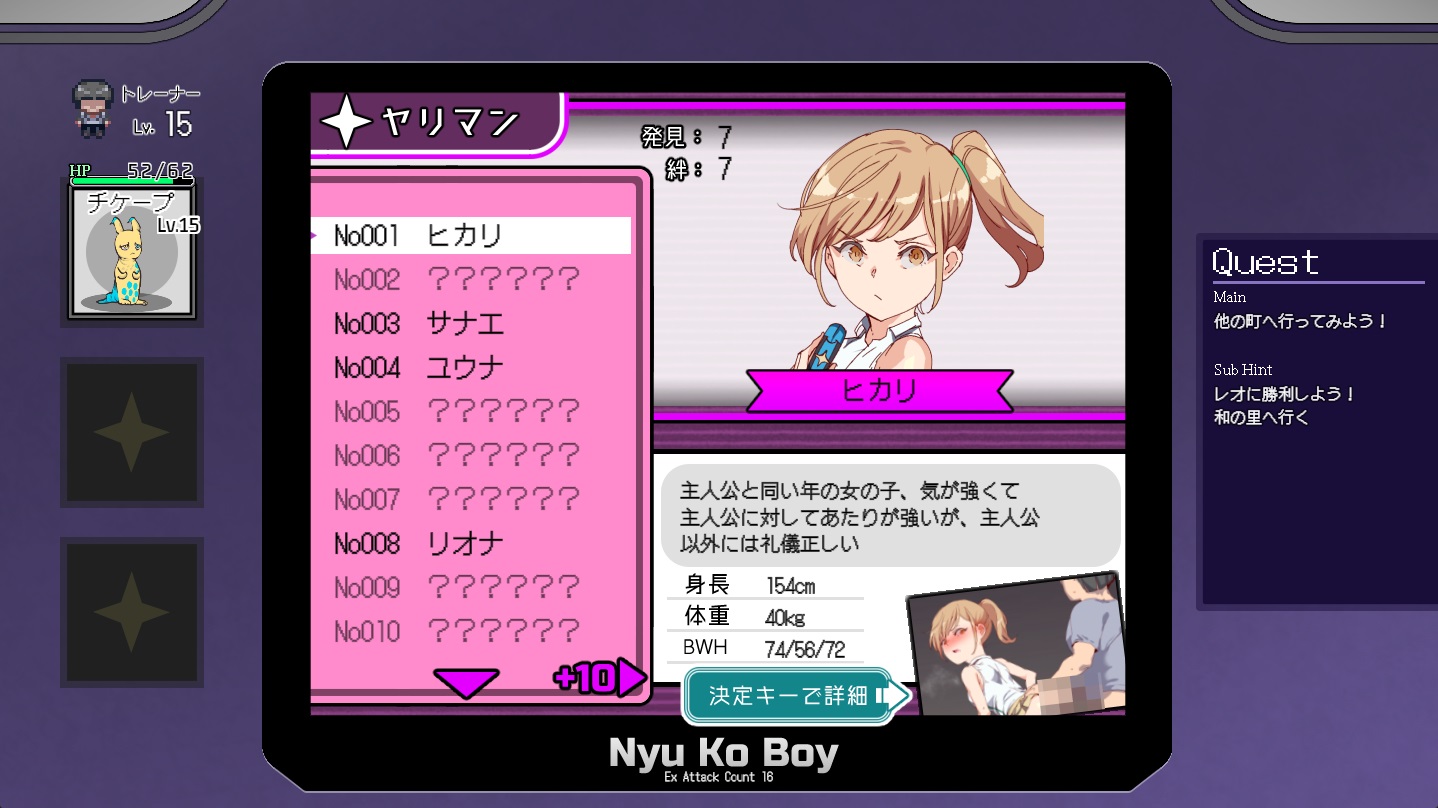 トレーナー
Lv. 15
HP 52/62
チケープ
Lv.15
ヤリマン
No001 ヒカリ
No002 ??????
No003 サナエ
No004 ユウナ
No005 ??????
No006 ??????
No007 ??????
No008 リオナ
No009 ??????
No010 ??????
+10
発見: 7
絆: 7
ヒカリ
主人公と同い年の女の子、気が強くて
主人公に対してあたりが強いが、主人公
以外には礼儀正しい
身長 154cm
体重 40kg
BWH 74/56/72
決定キーで詳細
Nyu Ko Boy
Ex Attack Count 16
Quest
Main
他の町へ行ってみよう!
Sub Hint
レオに勝利しよう!
和の里へ行く